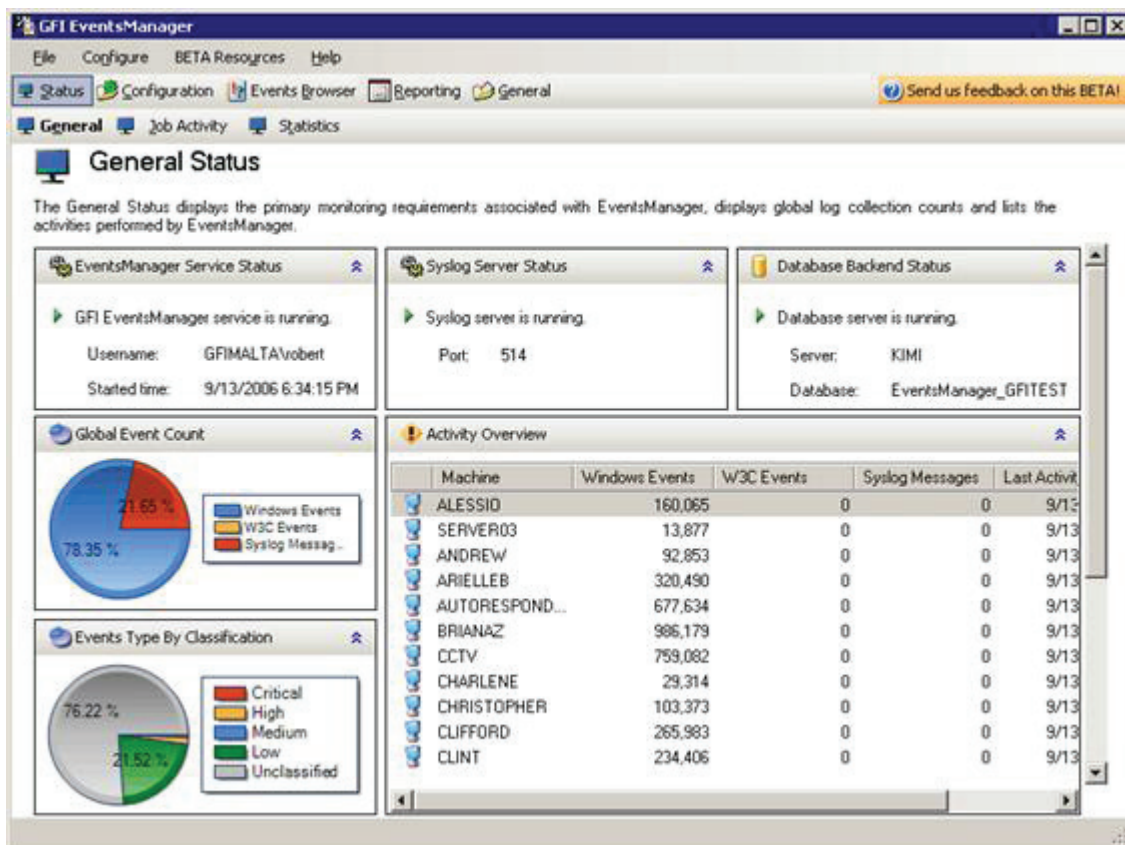 GFI EventsManager
File Configure BETA Resources Help
Status Configuration Events Browser Reporting General Send us feedback on this BETA!
General Job Activity Statistics
General Status
The General Status displays the primary monitoring requirements associated with EventsManager, displays global log collection counts and lists the
activities performed by EventsManager.
EventsManager Service Status
GFI EventsManager service is running.
Username: GFIMALTA\robert
Started time: 9/13/2006 6:34:15 PM
Syslog Server Status
Syslog server is running.
Port: 514
Database Backend Status
Database server is running.
Server: KIMI
Database: EventsManager_GFITEST
Global Event Count
21.65 %
78.35 %
Windows Events
W3C Events
Syslog Messag...
Events Type By Classification
76.22 %
21.52 %
Critical
High
Medium
Low
Unclassified
Activity Overview
Machine Windows Events W3C Events Syslog Messages Last Activit
ALESSIO 160,065 0 0 9/13
SERVER03 13,877 0 0 9/13
ANDREW 92,853 0 0 9/13
ARIELLEB 320,490 0 0 9/13
AUTORESPOND... 677,634 0 0 9/13
BRIANAZ 986,179 0 0 9/13
CCTV 759,082 0 0 9/13
CHARLENE 29,314 0 0 9/13
CHRISTOPHER 103,373 0 0 9/13
CLIFFORD 265,983 0 0 9/13
CLINT 234,406 0 0 9/13